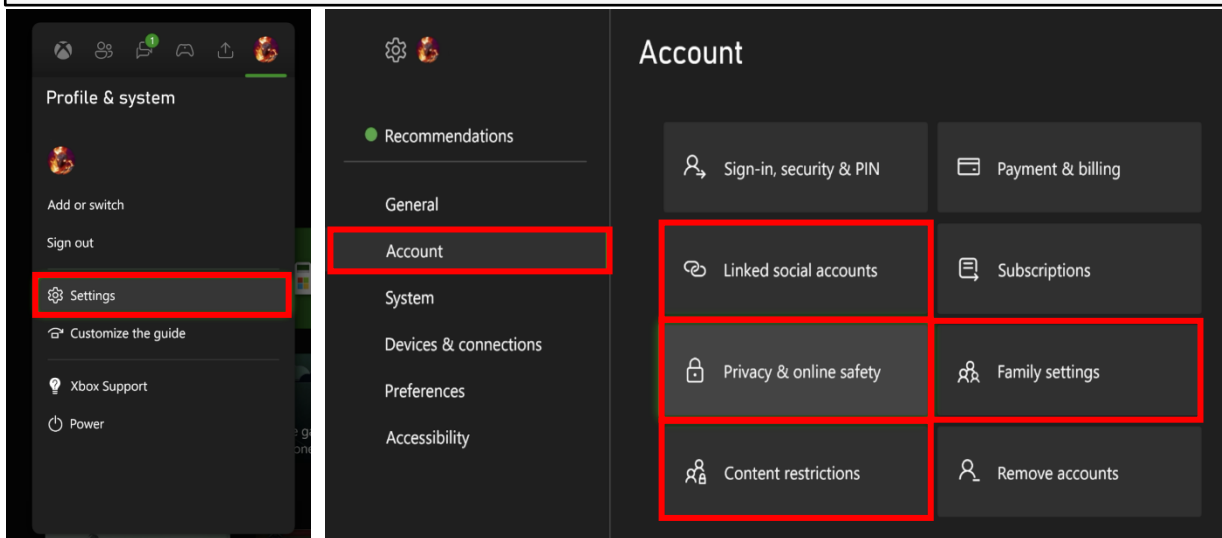 1
Profile & system
Add or switch
Sign out
Settings
Customize the guide
Xbox Support
Power
Recommendations
General
Account
System
Devices & connections
Preferences
Accessibility
Account
Sign-in, security & PIN
Payment & billing
Linked social accounts
Subscriptions
Privacy & online safety
Family settings
Content restrictions
Remove accounts